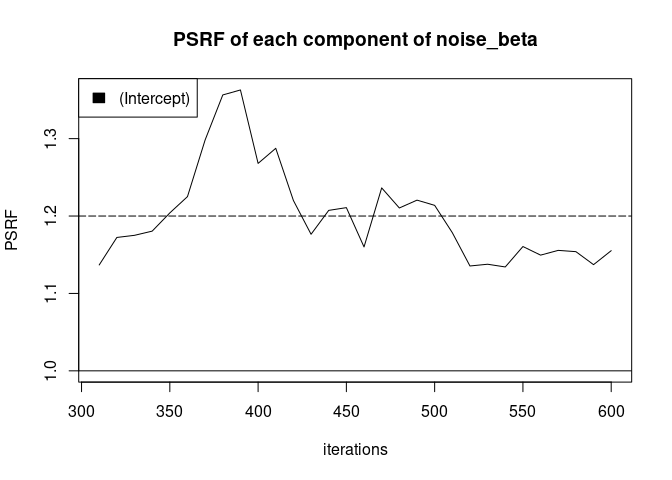 PSRF of each component of noise_beta
(Intercept)
PSRF
1.3
1.2
1.1
1.0
300 350 400 450 500 550 600
iterations